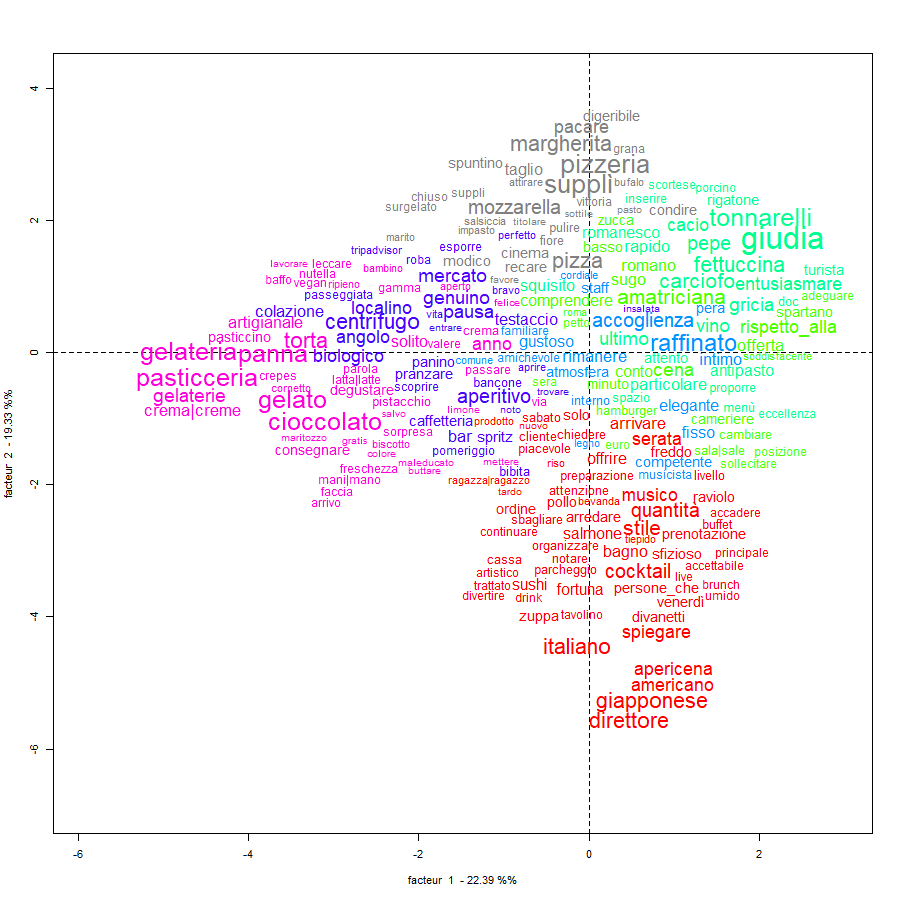 4
digeribile
pacare
margherita grana
spuntino taglio pizzeria
attirare supplì bufalo scortese porcino
chiuso suppli vittoria inserire rigatone
surgelato mozzarella sottile pasto condire tonnarelli
2
salsiccia titolare zucca cacio
impasto pulire romanesco giudia
marito perfetto fiore basso rapido pepe
tripadvisor esporre cinema
lavorare leccare roba modico pizza romano fettuccina
bambino recare turista
nutella mercato favore cordiale sugo carciofo entusiasmare
baffo vegan ripieno gamma aperto squisito staff
passeggiata genuino bravo amatriciana adeguare
felice comprendere gricia doc
colazione localino vita pausa roma insalata pera spartano
artigianale centrifugo testaccio petto accoglienza vino rispetto_alla
entrare crema familiare
pasticcino torta angolo solito valere anno gustoso ultimo raffinato offerta
0
gelateria panna biologico panino comune amichevole rimanere attento intimo soddisfacente
parola passare aprire
pasticceria crepes latta|latte pranzare atmosfera conto cena antipasto
cornetto degustare scoprire bancone sera minuto particolare proporre
gelaterie gelato pistacchio aperitivo trovare interno spazio
via elegante menù
crema|creme salvo limone noto hamburger eccellenza
cioccolato caffetteria prodotto sabato solo arrivare cameriere
nuovo
maritozzo sorpresa bar spritz cliente chiedere serata fisso cambiare
gratis biscotto legno euro
consegnare colore pomeriggio piacevole freddo sala|sale posizione
maleducato mettere riso offrire competente sollecitare
freschezza buttare bibita
mani|mano ragazza|ragazzo preparazione musicista livello
faccia tardo attenzione musico raviolo
-2
arrivo pollo bevanda
ordine quantità accadere
sbagliare arredare
continuare salmone stile buffet
tiepido prenotazione
organizzare
cassa notare bagno sfizioso principale
artistico parcheggio cocktail accettabile
live
trattato sushi fortuna persone_che brunch
divertire drink umido
venerdì
-4
zuppa tavolino divanetti
spiegare
italiano
apericena
americano
giapponese
direttore
-6
-6 -4 -2 0 2
facteur 1 - 22.39 %%
facteur 2 - 19.33 %%